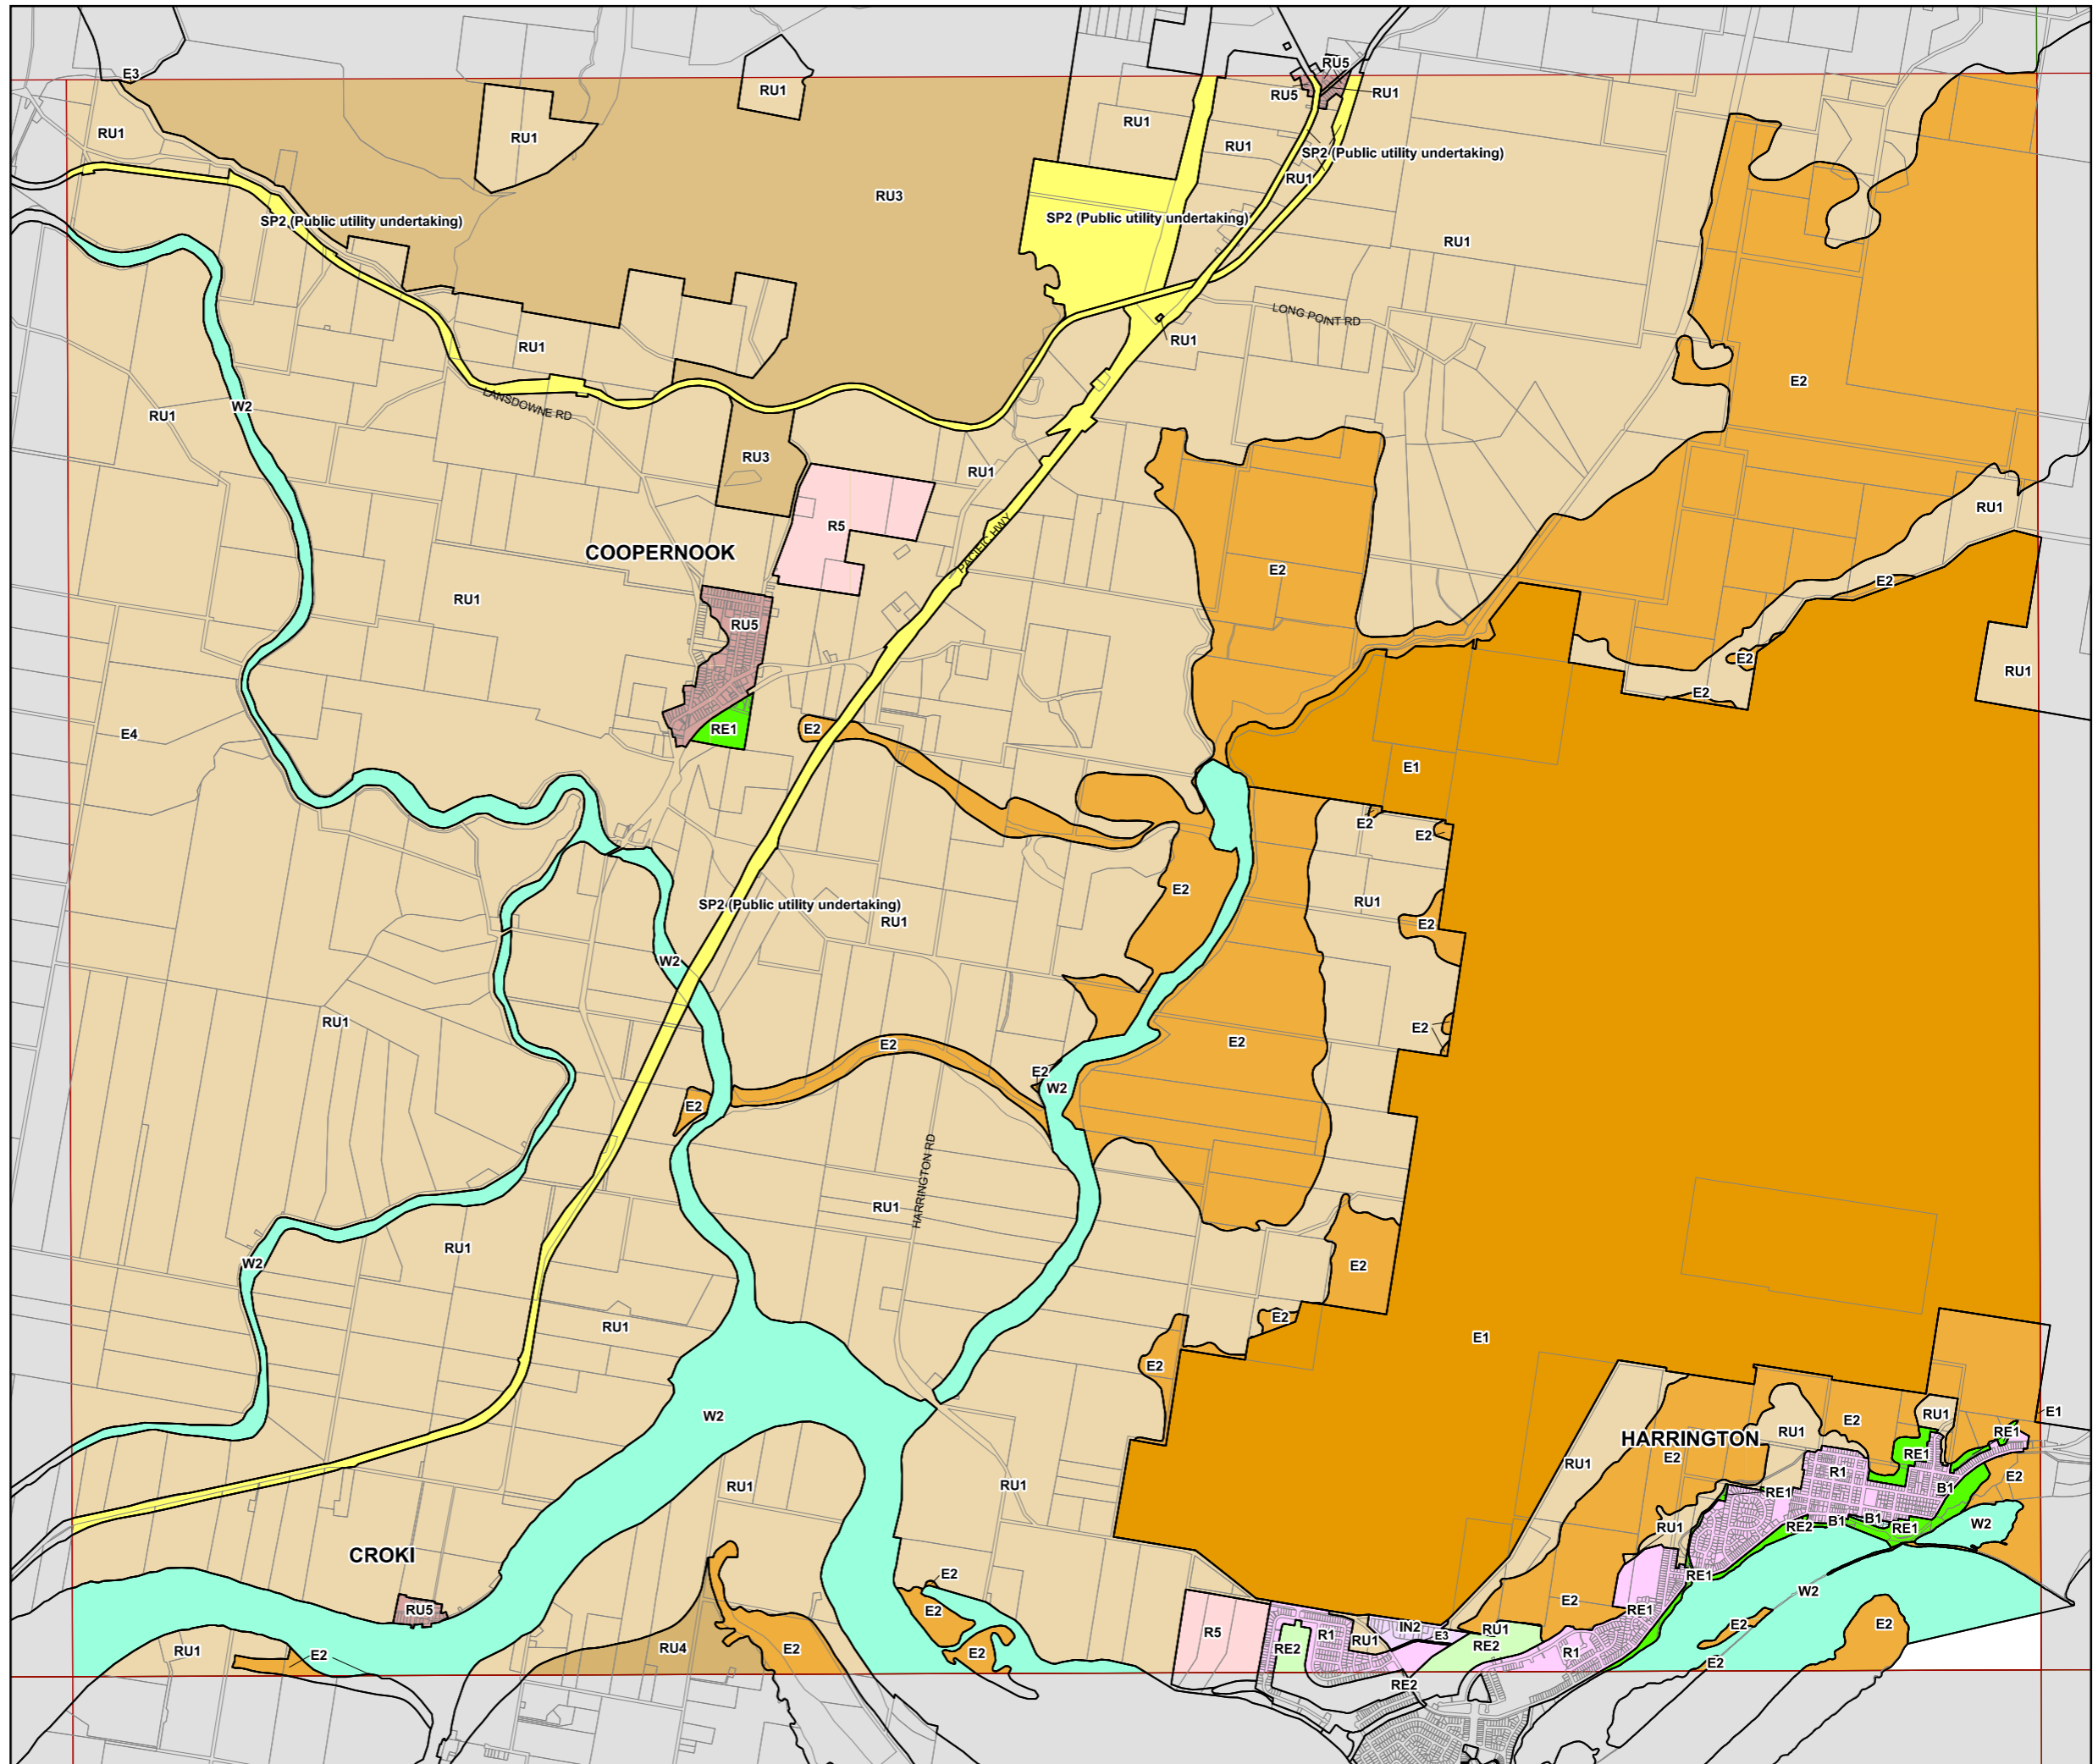 RU5
E3
RU1
RU5
RU1
RU1
RU1
RU1
RU1
SP2 (Public utility undertaking)
RU1
E2
RU3
SP2 (Public utility undertaking)
SP2 (Public utility undertaking)
RU1
LONG POINT RD
RU1
RU1
E2
LANSDOWNE RD
W2
RU1
RU3
RU1
RU1
R5
PACIFIC HWY
COOPERNOOK
E2
E2
RU1
RU5
E2
RU1
E2
RE1
E2
E4
E1
E2
E2
E2
RU1
SP2 (Public utility undertaking)
RU1
E2
W2
RU1
E2
E2
E2
E2
W2
E2
HARRINGTON RD
RU1
RU1
W2
E2
E2
RU1
E1
E2
E1
W2
RU1
E2
RU1
RE1
HARRINGTON
RE1
E2
RU1
R1
E2
RU1
RU1
B1
RE1
B1
B1
W2
RE2
RE1
RU1
CROKI
E2
RE1
W2
E2
RU5
E2
RE1
E2
E2
IN2
RU1
R5
R1
E3
RU1
RE2
RE2
RU1
E2
RU4
E2
E2
R1
E2
RE2